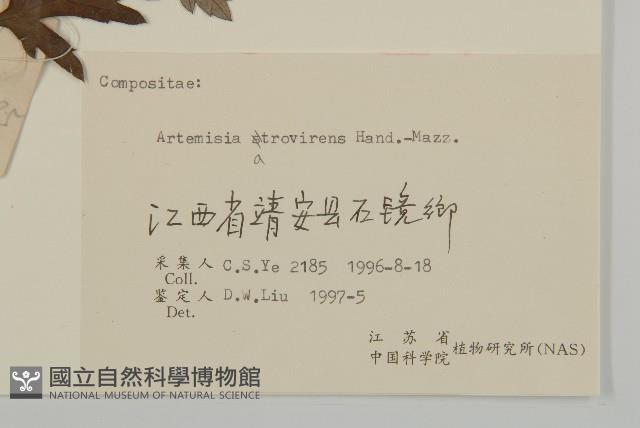 Compositae:
Artemisia atrovirens Hand.-Mazz.
a
江西省靖安县石镜鄉
采集人 C.S.Ye 2185 1996-8-18
Coll.
鉴定人 D.W.Liu 1997-5
Det.
江苏省
中国科学院 植物研究所(NAS)
國立自然科學博物館
NATIONAL MUSEUM OF NATURAL SCIENCE